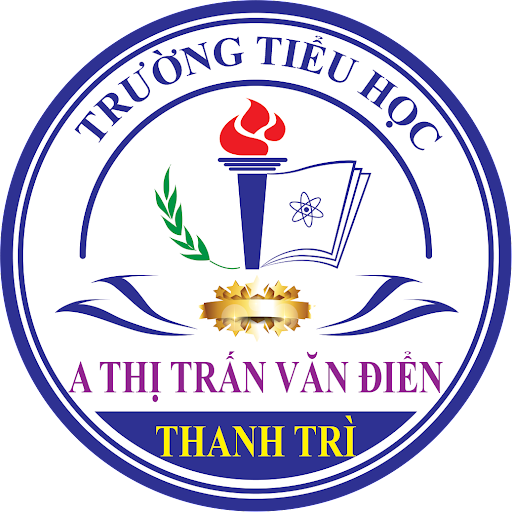 TRƯỜNG TIỂU HỌC
A THỊ TRẤN VĂN ĐIỂN
THANH TRÌ